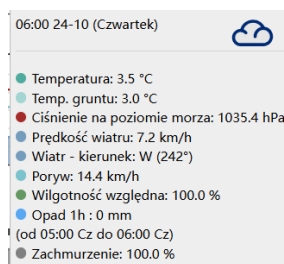 06:00 24-10 (Czwartek)
Temperatura: 3.5 °C
Temp. gruntu: 3.0 °C
Ciśnienie na poziomie morza: 1035.4 hPa
Prędkość wiatru: 7.2 km/h
Wiatr - kierunek: W (242°)
Poryw: 14.4 km/h
Wilgotność względna: 100.0 %
Opad 1h : 0 mm
(od 05:00 Cz do 06:00 Cz)
Zachmurzenie: 100.0 %